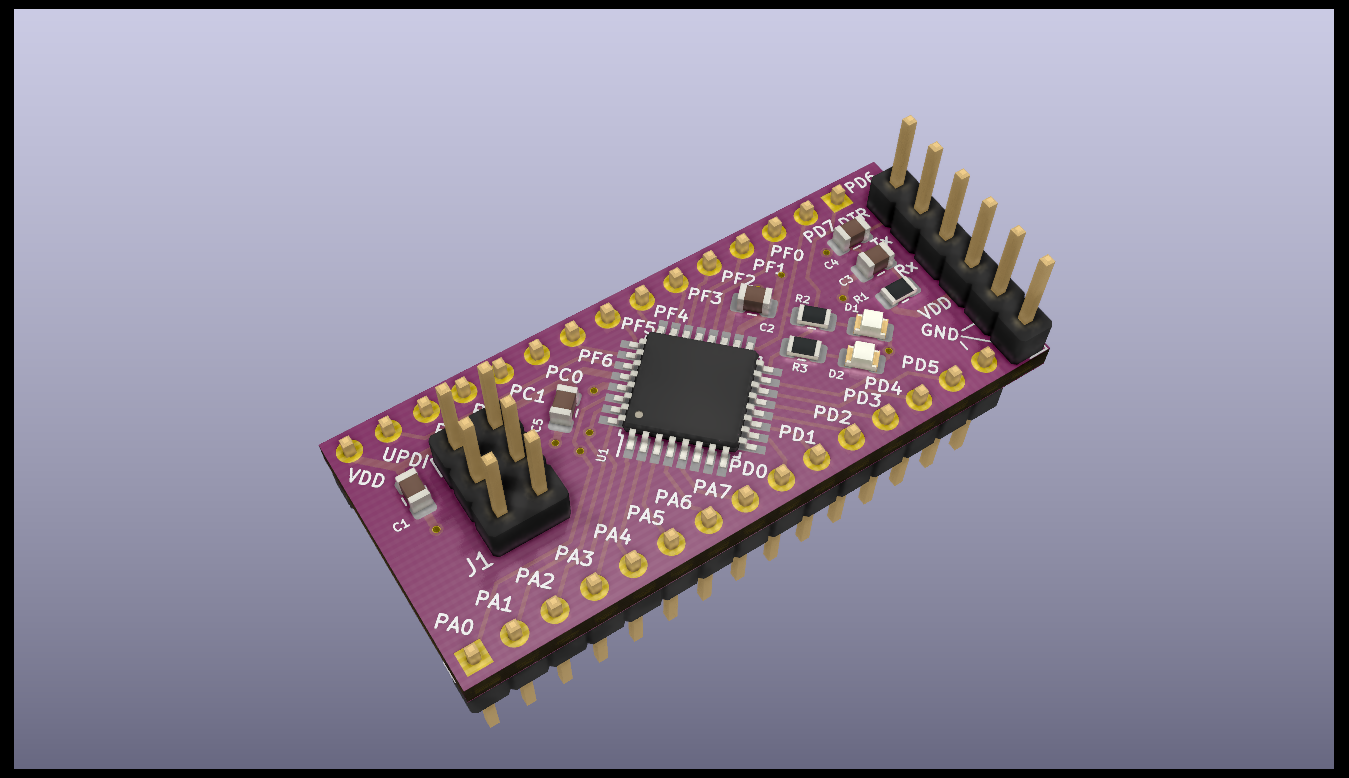 PD6
PD7
DTR
PF0
Tx
C4
PF1
Rx
C3
PF2
R1
PF3
R2
D1
VDD
PF4
C2
GND
PF5
PF6
R3
D2
PD5
PC0
PD4
PC1
PD3
PD2
C5
PD1
U1
UPDI
PD0
VDD
PA7
PA6
C1
PA5
PA4
J1
PA3
PA2
PA1
PA0